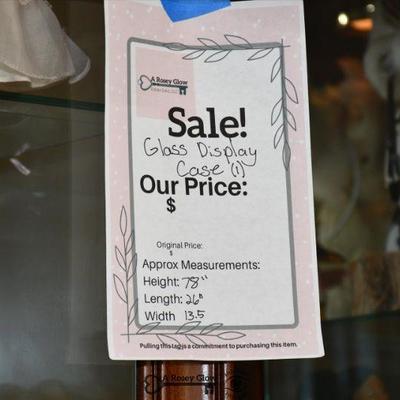 A Rosey Glow
Sale!
Glass Display
Case (1)
Our Price:
$
Original Price:
$
Approx Measurements:
Height: 78"
Length: 26"
Width 13.5
Pulling this tag is a commitment to purchasing this item.
A Rosey Glow